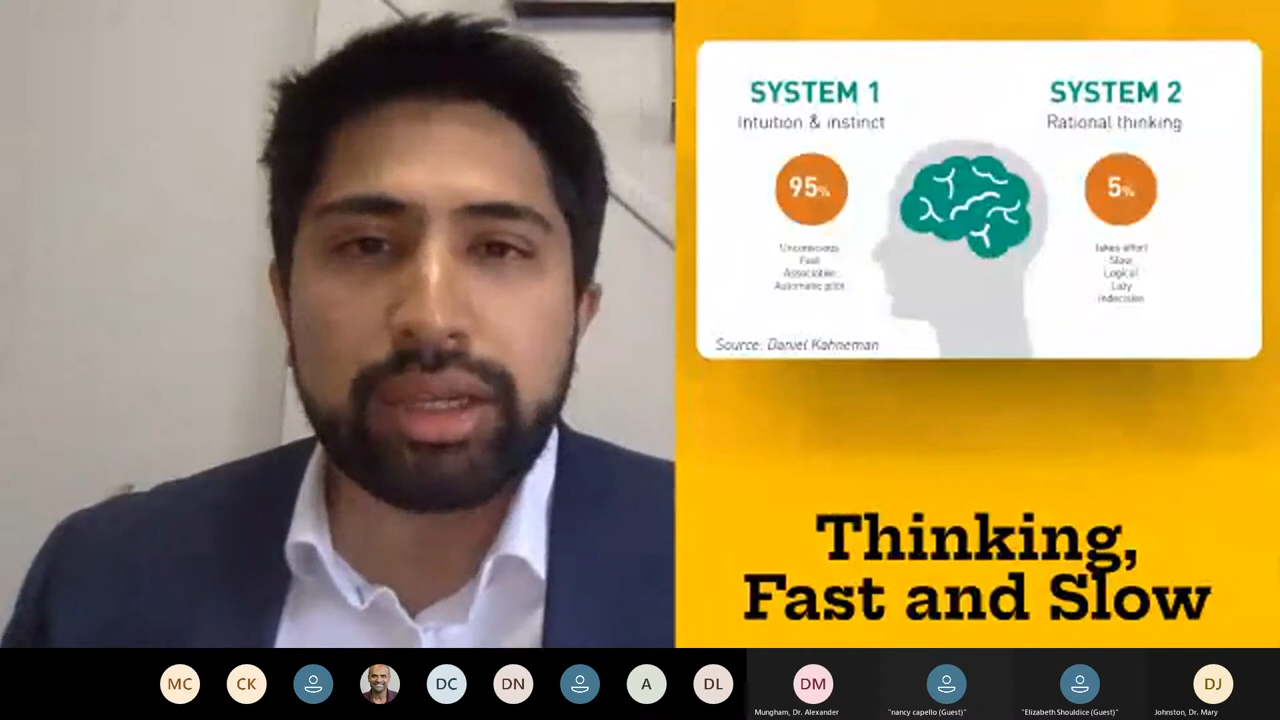 SYSTEM 1
Intuition & instinct
95%
Unconscious
Fast
Associative
Automatic pilot
SYSTEM 2
Rational thinking
5%
Takes effort
Slow
Logical
Lazy
Indecisive
Source: Daniel Kahneman
Thinking,
Fast and Slow
MC
CK
DC
DN
A
DL
DM
DJ
Mungham, Dr. Alexander
"nancy capello (Guest)"
"Elizabeth Shouldice (Guest)"
Johnston, Dr. Mary